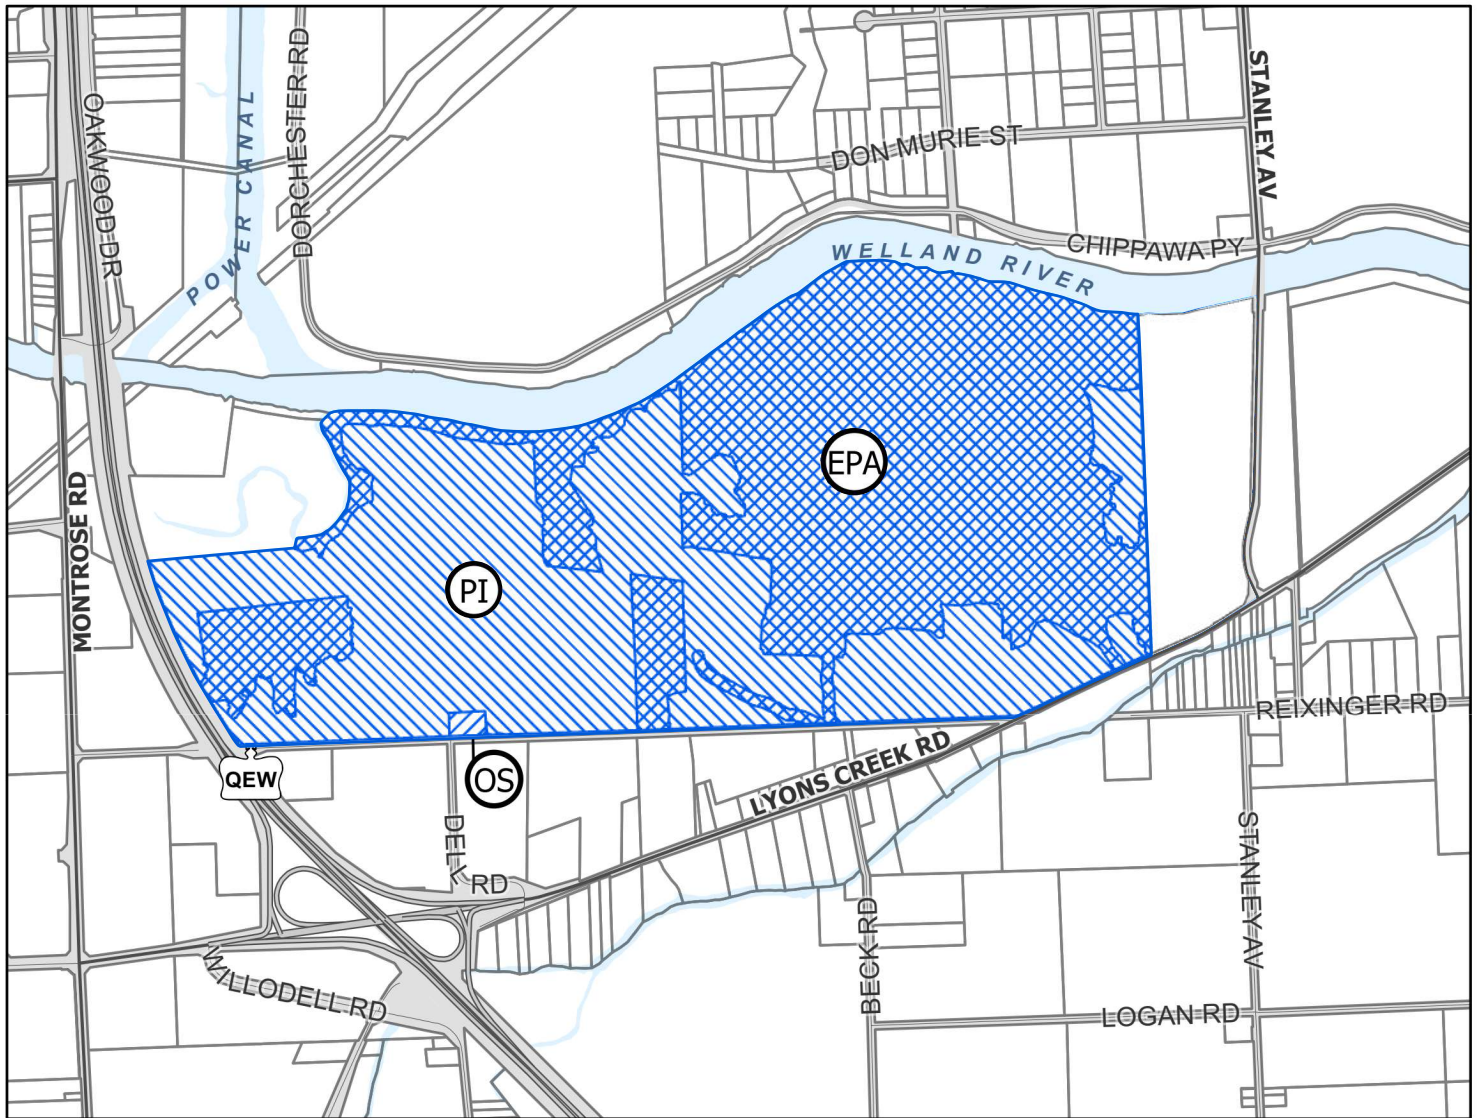 OAKWOOD DR
POWER CANAL
DORCHESTER RD
DON MURIE ST
STANLEY AV
CHIPPAWA PY
WELLAND RIVER
MONTROSE RD
EPA
PI
OS
QEW
REIXINGER RD
LYONS CREEK RD
DELL
RD
WILLODELL RD
BECK RD
STANLEY AV
LOGAN RD